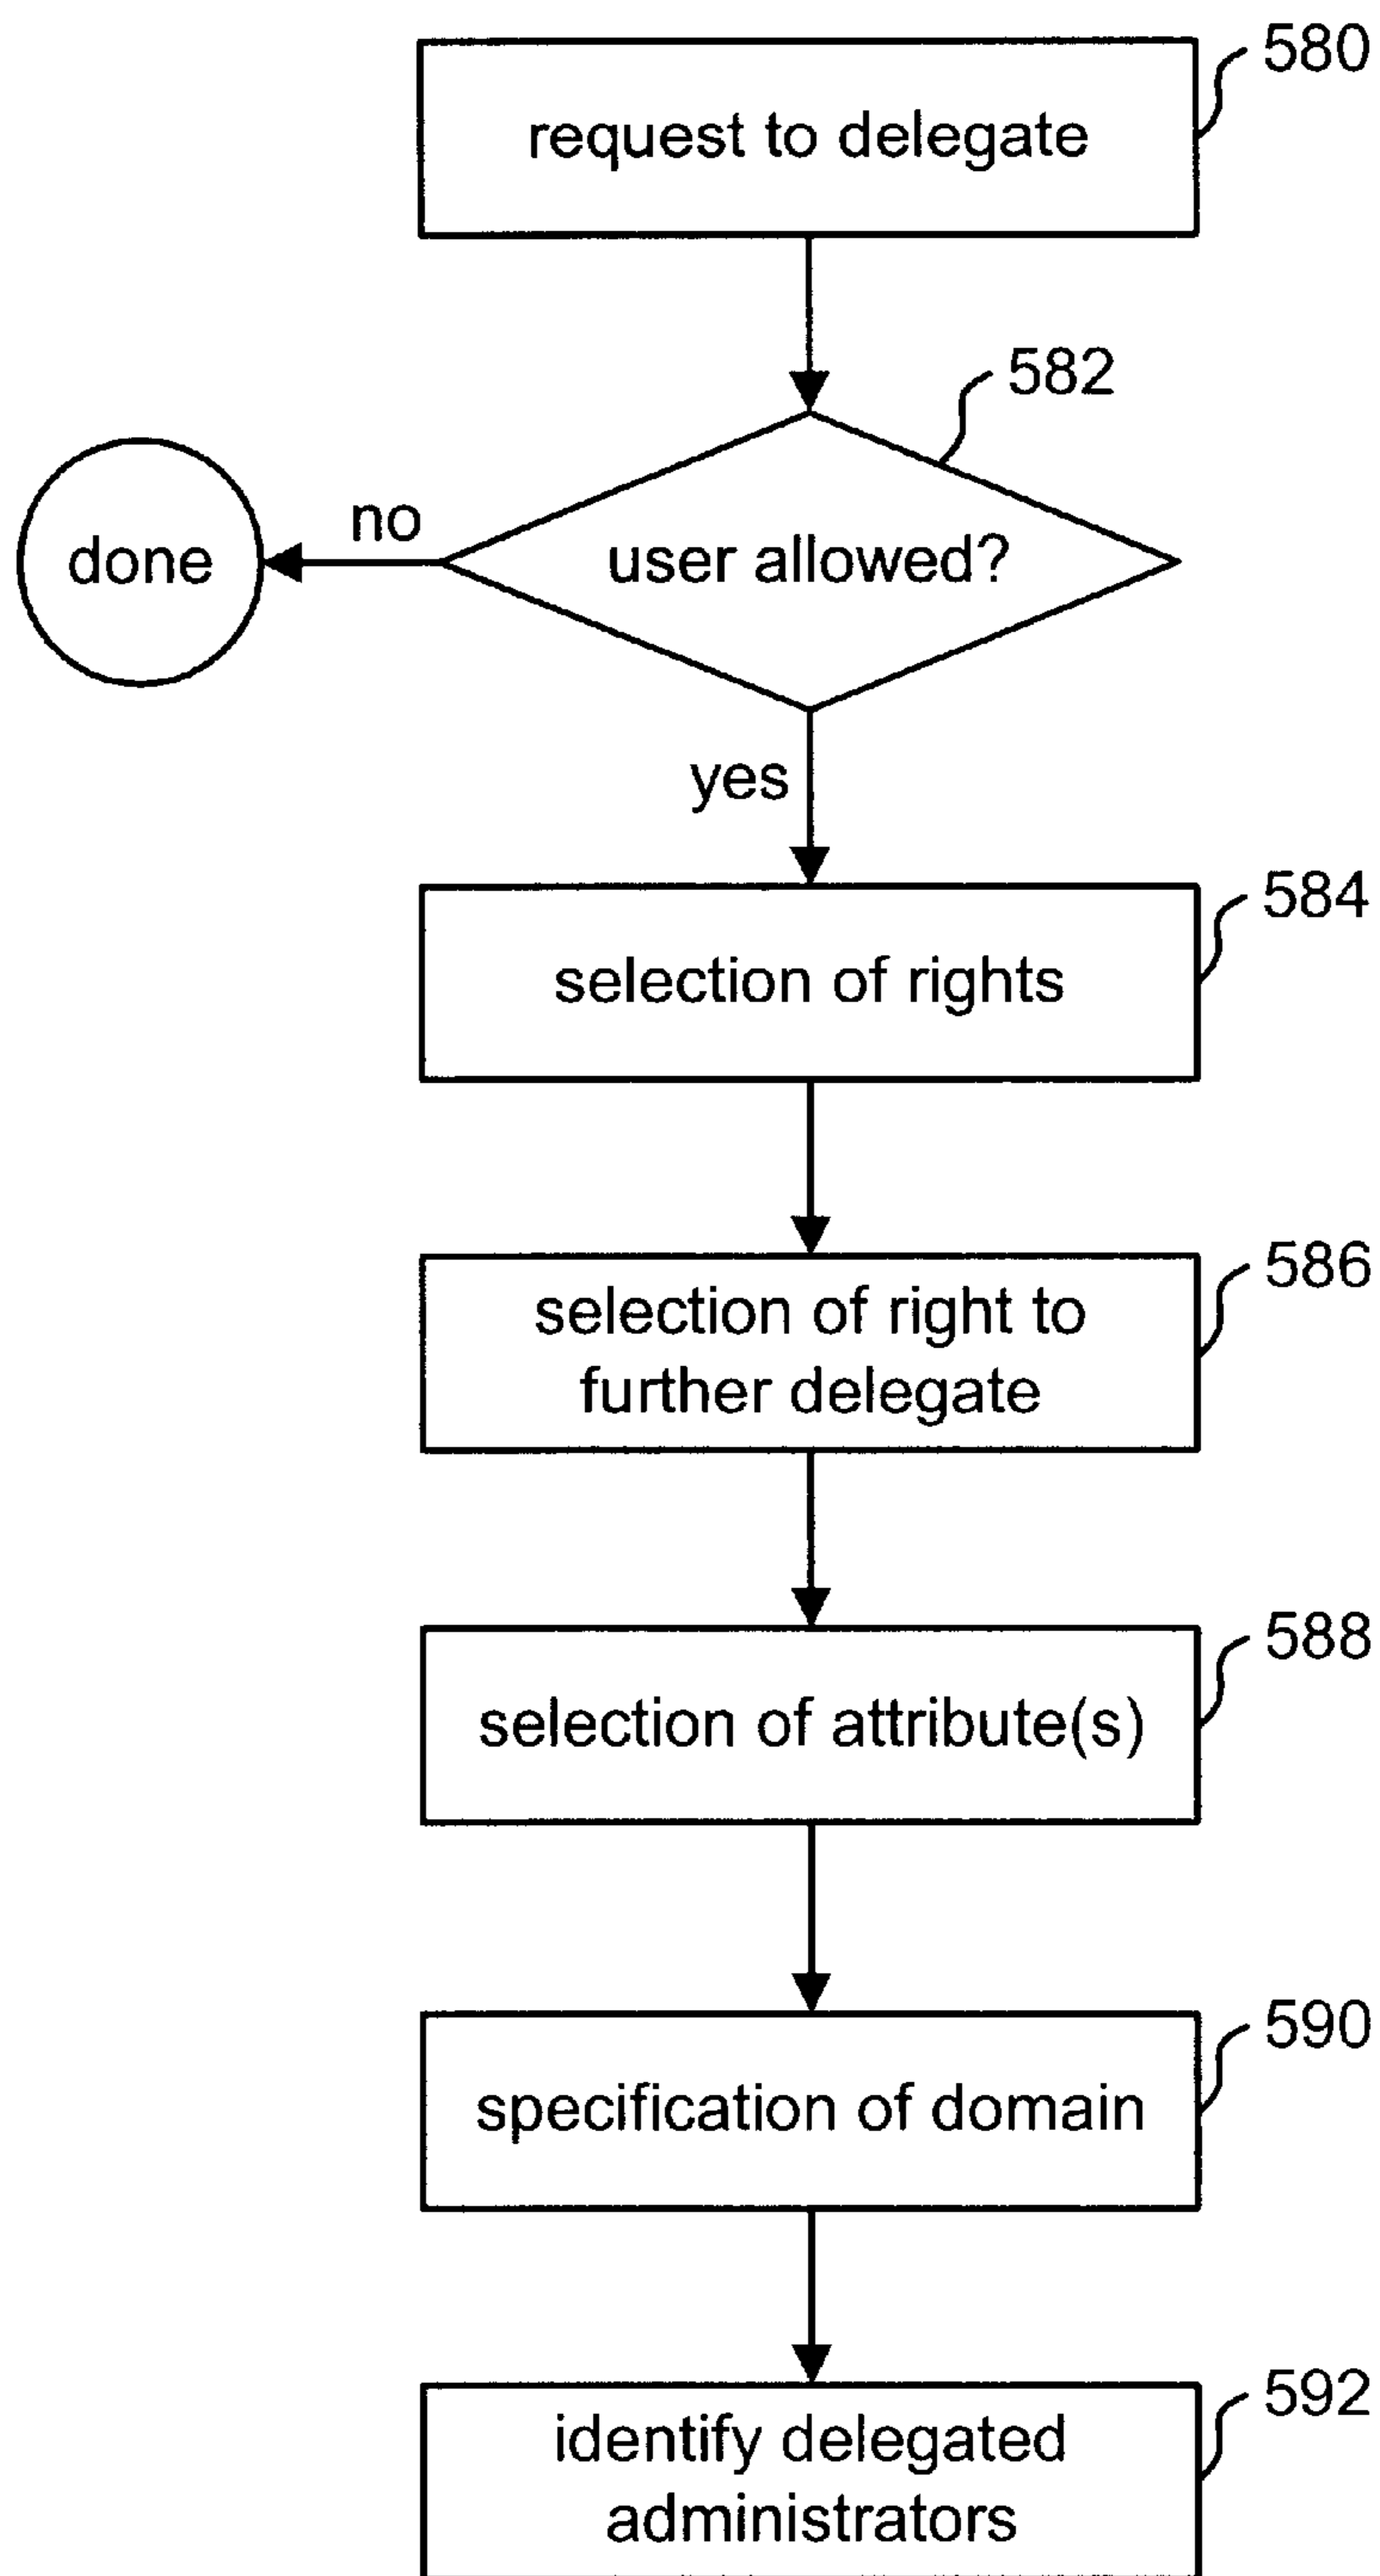 580
request to delegate
582
no
done
user allowed?
yes
584
selection of rights
586
selection of right to
further delegate
588
selection of attribute(s)
590
specification of domain
592
identify delegated
administrators